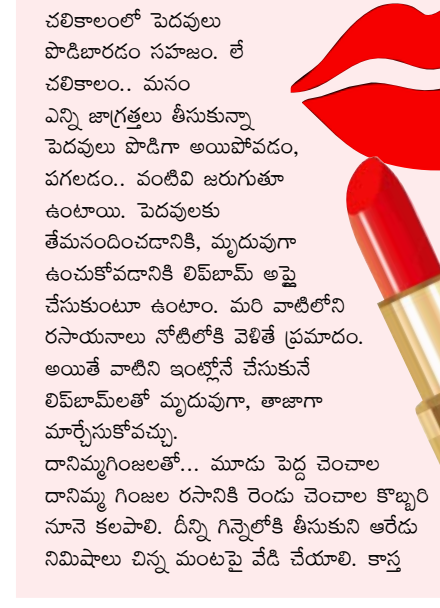 చలికాలంలో పెదవులు
పొడిబారడం సహజం. లే
చలికాలం.. మనం
ఎన్ని జాగ్రత్తలు తీసుకున్నా
పెదవులు పొడిగా అయిపోవడం,
పగలడం.. వంటివి జరుగుతూ
ఉంటాయి. పెదవులకు
తేమనందించడానికి, మృదువుగా
ఉంచుకోవడానికి లిప్‌బామ్ అప్లై
చేసుకుంటూ ఉంటాం. మరి వాటిలోని
రసాయనాలు నోటిలోకి వెళితే ప్రమాదం.
అయితే వాటిని ఇంట్లోనే చేసుకునే
లిప్‌బామ్‌లతో మృదువుగా, తాజాగా
మార్చేసుకోవచ్చు.
దానిమ్మగింజలతో... మూడు పెద్ద చెంచాల
దానిమ్మ గింజల రసానికి రెండు చెంచాల కొబ్బరి
నూనె కలపాలి. దీన్ని గిన్నెలోకి తీసుకుని ఆరేడు
నిమిషాలు చిన్న మంటపై వేడి చేయాలి. కాస్త